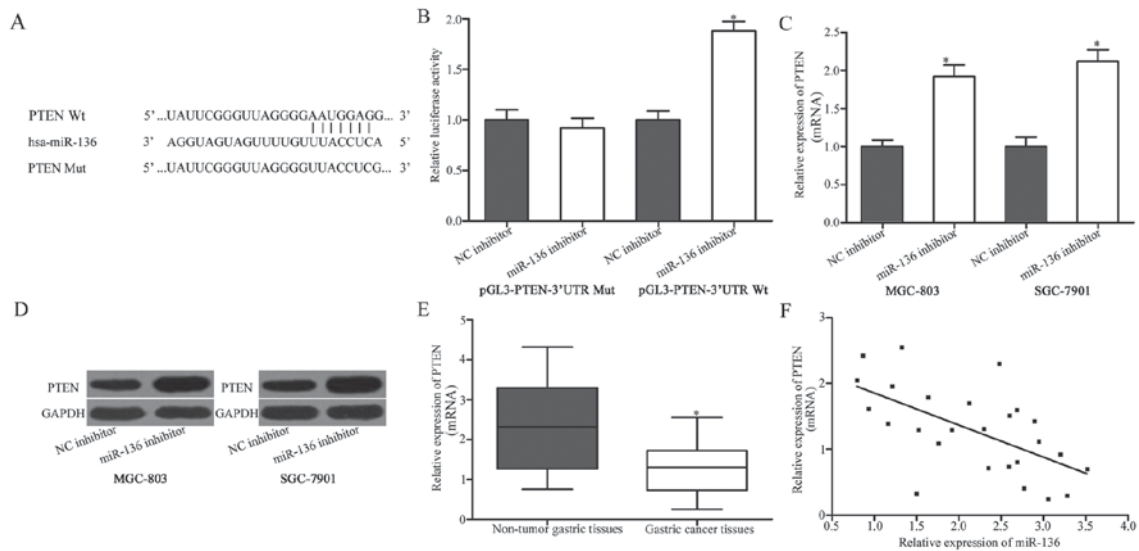 A
PTEN Wt 5' ...UAUUCGGGUUAGGGGAAUGGAGG... 3'
hsa-miR-136 3' AGGUAGUAGUUUUGUUUACCUCA 5'
PTEN Mut 5' ...UAUUCGGGUUAGGGGUUACCUCG... 3'
B
Relative luciferase activity
2.0
1.5
1.0
0.5
0.0
*
NC inhibitor
miR-136 inhibitor
NC inhibitor
miR-136 inhibitor
pGL3-PTEN-3'UTR Mut
pGL3-PTEN-3'UTR Wt
C
Relative expression of PTEN
(mRNA)
2.5
2.0
1.5
1.0
0.5
0.0
*
*
NC inhibitor
miR-136 inhibitor
NC inhibitor
miR-136 inhibitor
MGC-803
SGC-7901
D
PTEN
GAPDH
NC inhibitor
miR-136 inhibitor
MGC-803
PTEN
GAPDH
NC inhibitor
miR-136 inhibitor
SGC-7901
E
Relative expression of PTEN
(mRNA)
5
4
3
2
1
0
*
Non-tumor gastric tissues
Gastric cancer tissues
F
Relative expression of PTEN
(mRNA)
3
2
1
0
0.5 1.0 1.5 2.0 2.5 3.0 3.5 4.0
Relative expression of miR-136